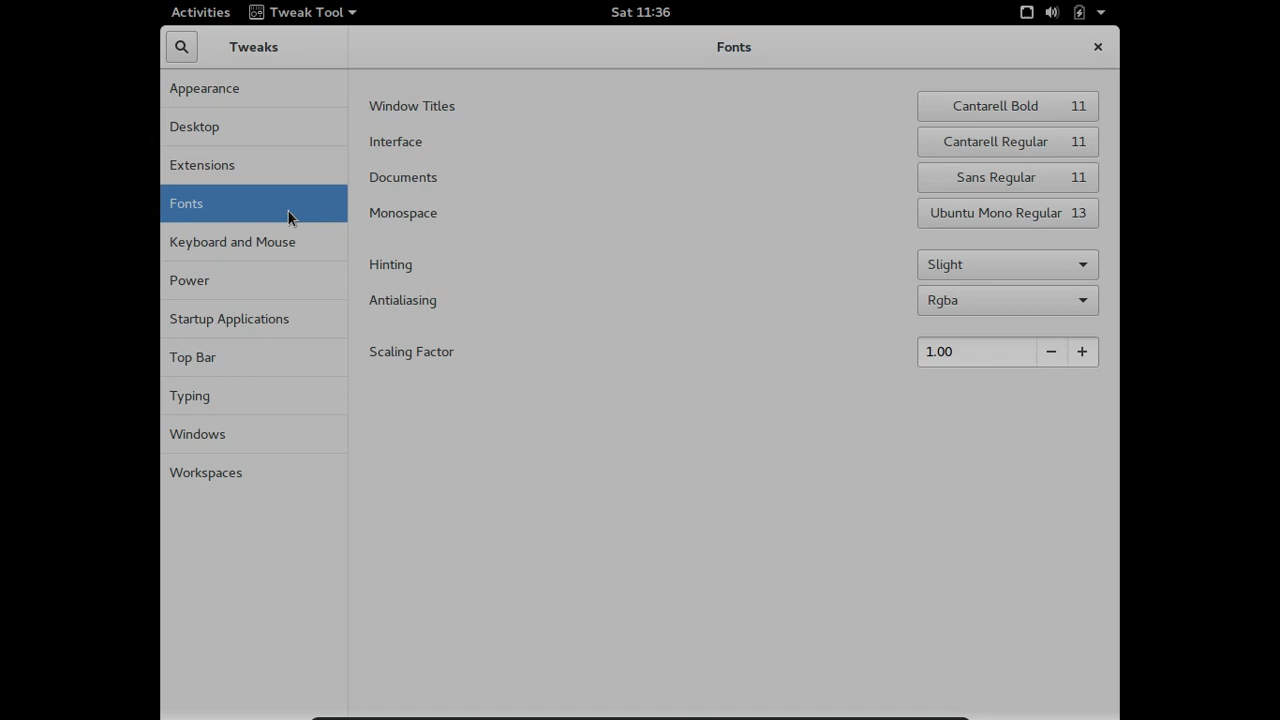 Activities Tweak Tool Sat 11:36
Tweaks Fonts
Appearance
Desktop
Extensions
Fonts
Keyboard and Mouse
Power
Startup Applications
Top Bar
Typing
Windows
Workspaces
Window Titles Cantarell Bold 11
Interface Cantarell Regular 11
Documents Sans Regular 11
Monospace Ubuntu Mono Regular 13
Hinting Slight
Antialiasing Rgba
Scaling Factor 1.00 − +